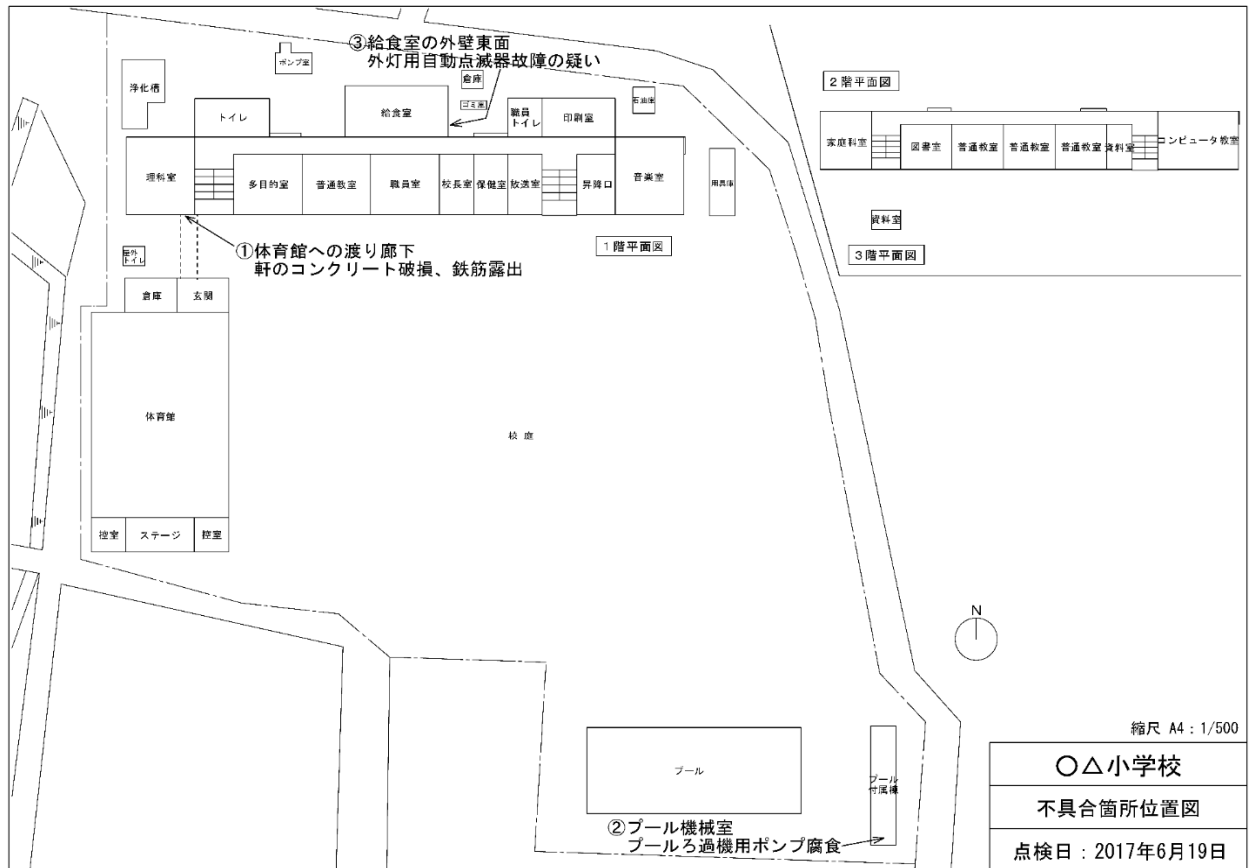 ③給食室の外壁東面
外灯用自動点滅器故障の疑い
ポンプ室
倉庫
浄化槽
ゴミ置
石油庫
トイレ
給食室
職員
トイレ
印刷室
理科室
多目的室
普通教室
職員室
校長室
保健室
放送室
昇降口
音楽室
用具庫
①体育館への渡り廊下
軒のコンクリート破損、鉄筋露出
1階平面図
屋外
トイレ
倉庫
玄関
体育館
校庭
控室
ステージ
控室
2階平面図
家庭科室
図書室
普通教室
普通教室
普通教室
資料室
コンピュータ教室
資料室
3階平面図
N
プール
プール
付属棟
②プール機械室
プールろ過機用ポンプ腐食
縮尺 A4：1/500
〇△小学校
不具合箇所位置図
点検日：2017年6月19日